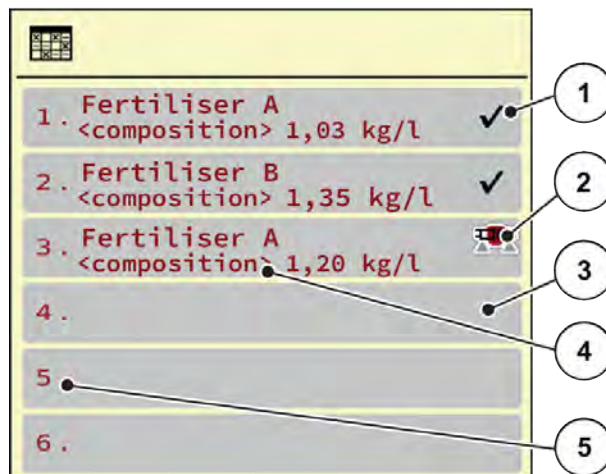 1. Fertiliser A
<composition> 1,03 kg/l
2. Fertiliser B
<composition> 1,35 kg/l
3. Fertiliser A
<composition> 1,20 kg/l
4.
5
6.
1
2
3
4
5